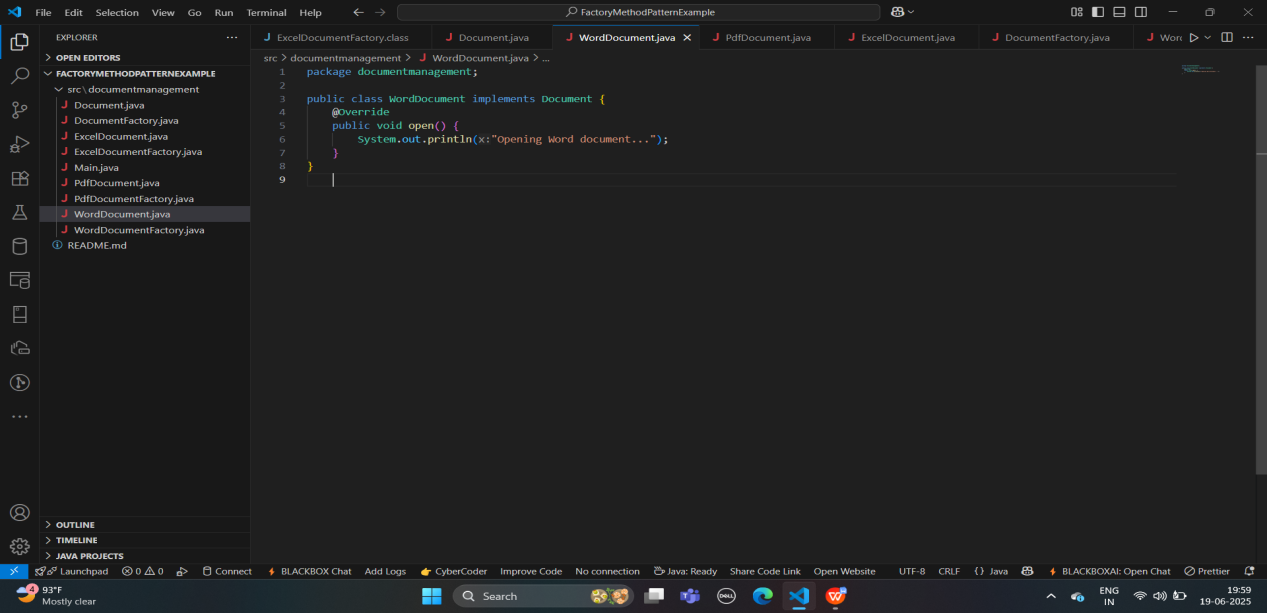 File Edit Selection View Go Run Terminal Help FactoryMethodPatternExample
EXPLORER
OPEN EDITORS
FACTORYMETHODPATTERNEXAMPLE
src\documentmanagement
Document.java
DocumentFactory.java
ExcelDocument.java
ExcelDocumentFactory.java
Main.java
PdfDocument.java
PdfDocumentFactory.java
WordDocument.java
WordDocumentFactory.java
README.md
OUTLINE
TIMELINE
JAVA PROJECTS
ExcelDocumentFactory.class Document.java WordDocument.java PdfDocument.java ExcelDocument.java DocumentFactory.java Word
src > documentmanagement > WordDocument.java > ...
1 package documentmanagement;
2
3 public class WordDocument implements Document {
4 @Override
5 public void open() {
6 System.out.println(x:"Opening Word document...");
7 }
8 }
9
Launchpad 0 0 Connect BLACKBOX Chat Add Logs CyberCoder Improve Code No connection Java: Ready Share Code Link Open Website UTF-8 CRLF {} Java BLACKBOXAI: Open Chat Prettier
4 93°F
Mostly clear
Search
DELL
ENG
IN
19:59
19-06-2025